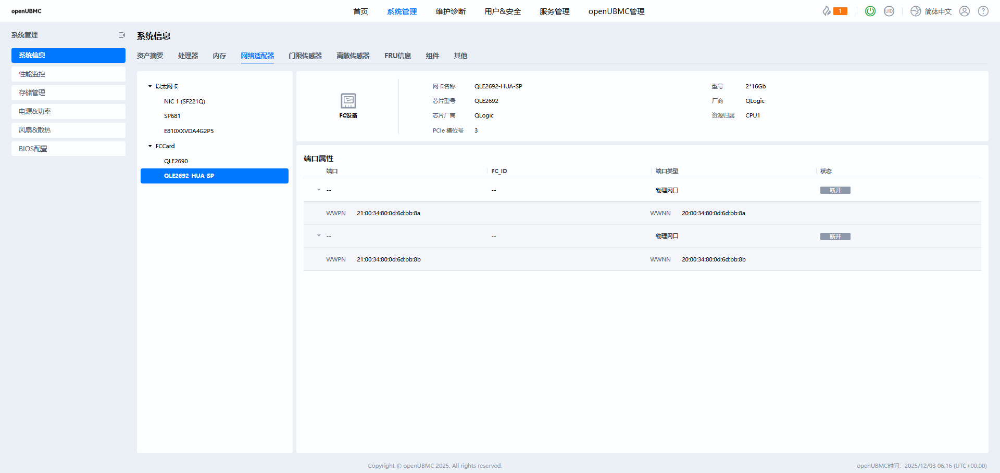 openUBMC
首页
系统管理
维护诊断
用户&安全
服务管理
openUBMC管理
1
UID
简体中文
?
系统管理
系统信息
性能监控
存储管理
电源&功率
风扇&散热
BIOS配置
系统信息
资产摘要
处理器
内存
网络适配器
门限传感器
离散传感器
FRU信息
组件
其他
以太网卡
NIC 1 (SF221Q)
SP681
E810XXVDA4G2P5
FCCard
QLE2690
QLE2692-HUA-SP
FC设备
网卡名称 QLE2692-HUA-SP
型号 2*16Gb
芯片型号 QLE2692
厂商 QLogic
芯片厂商 QLogic
资源归属 CPU1
PCIe 槽位号 3
端口属性
端口 FC_ID 端口类型 状态
-- -- 物理网口 断开
WWPN 21:00:34:80:0d:6d:bb:8a WWNN 20:00:34:80:0d:6d:bb:8a
-- -- 物理网口 断开
WWPN 21:00:34:80:0d:6d:bb:8b WWNN 20:00:34:80:0d:6d:bb:8b
Copyright © openUBMC 2025. All rights reserved.
openUBMC时间: 2025/12/03 06:16 (UTC+00:00)